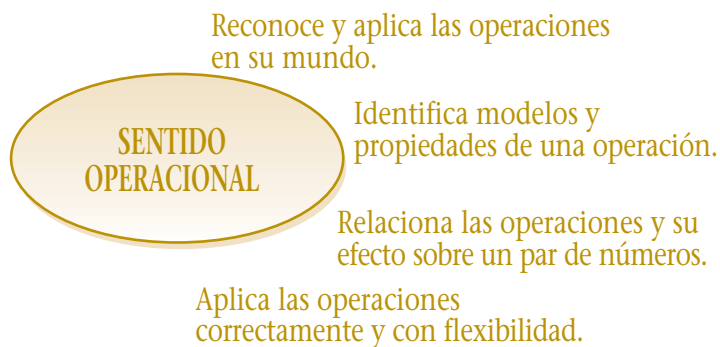 Reconoce y aplica las operaciones
en su mundo.
SENTIDO
OPERACIONAL
Identifica modelos y
propiedades de una operación.
Relaciona las operaciones y su
efecto sobre un par de números.
Aplica las operaciones
correctamente y con flexibilidad.